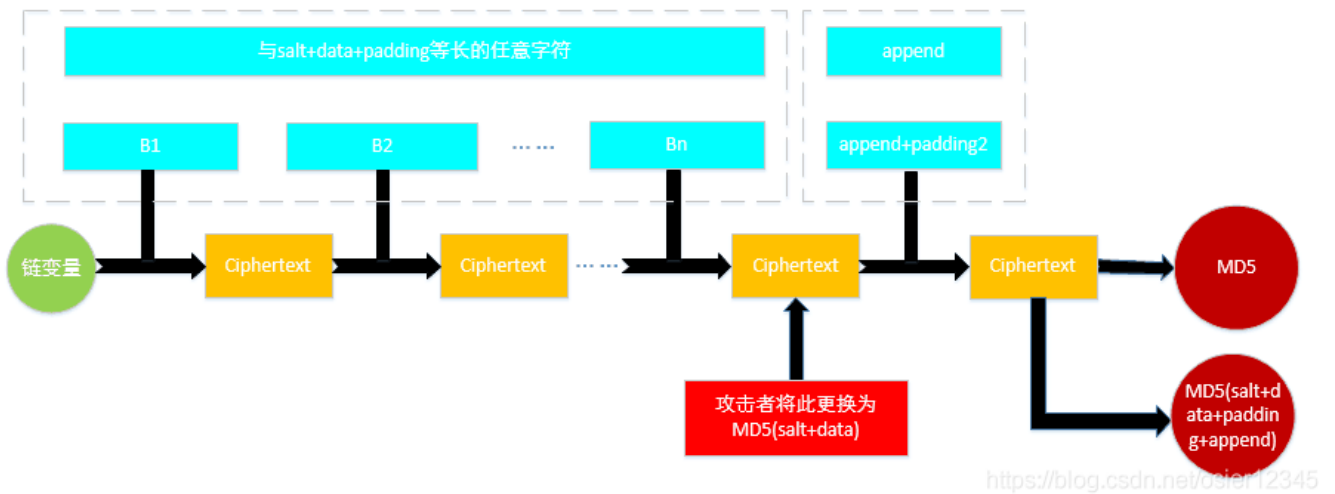 与salt+data+padding等长的任意字符
append
B1
B2
... ...
Bn
append+padding2
链变量
Ciphertext
Ciphertext
... ...
Ciphertext
Ciphertext
MD5
攻击者将此更换为
MD5(salt+data)
MD5(salt+d
ata+paddin
g+append)
https://blog.csdn.net/osier12345